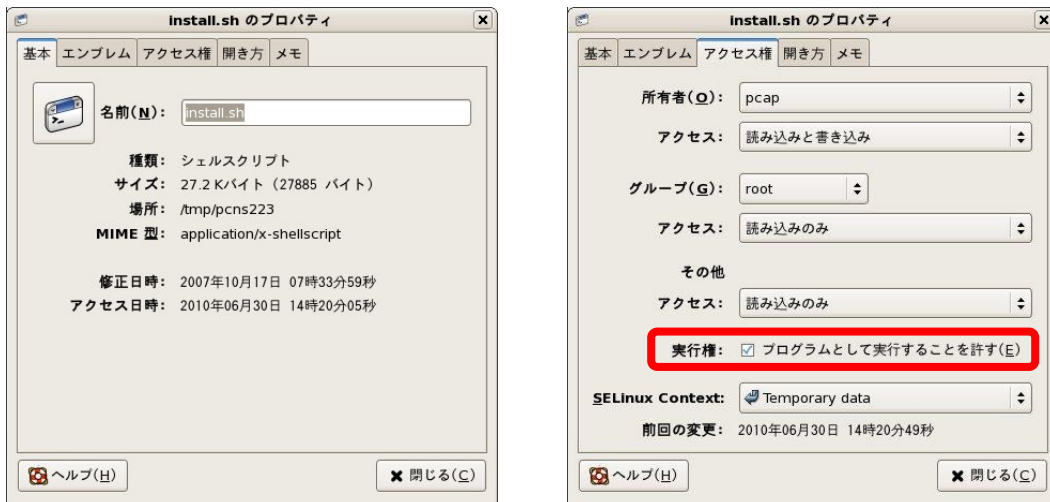 install.sh のプロパティ
基本 エンブレム アクセス権 開き方 メモ
名前(N): install.sh
種類: シェルスクリプト
サイズ: 27.2 Kバイト (27885 バイト)
場所: /tmp/pcns223
MIME 型: application/x-shellscript
修正日時: 2007年10月17日 07時33分59秒
アクセス日時: 2010年06月30日 14時20分05秒
ヘルプ(H) 閉じる(C)
install.sh のプロパティ
基本 エンブレム アクセス権 開き方 メモ
所有者(O): pcap
アクセス: 読み込みと書き込み
グループ(G): root
アクセス: 読み込みのみ
その他
アクセス: 読み込みのみ
実行権: プログラムとして実行することを許す(E)
SELinux Context: Temporary data
前回の変更: 2010年06月30日 14時20分49秒
ヘルプ(H) 閉じる(C)